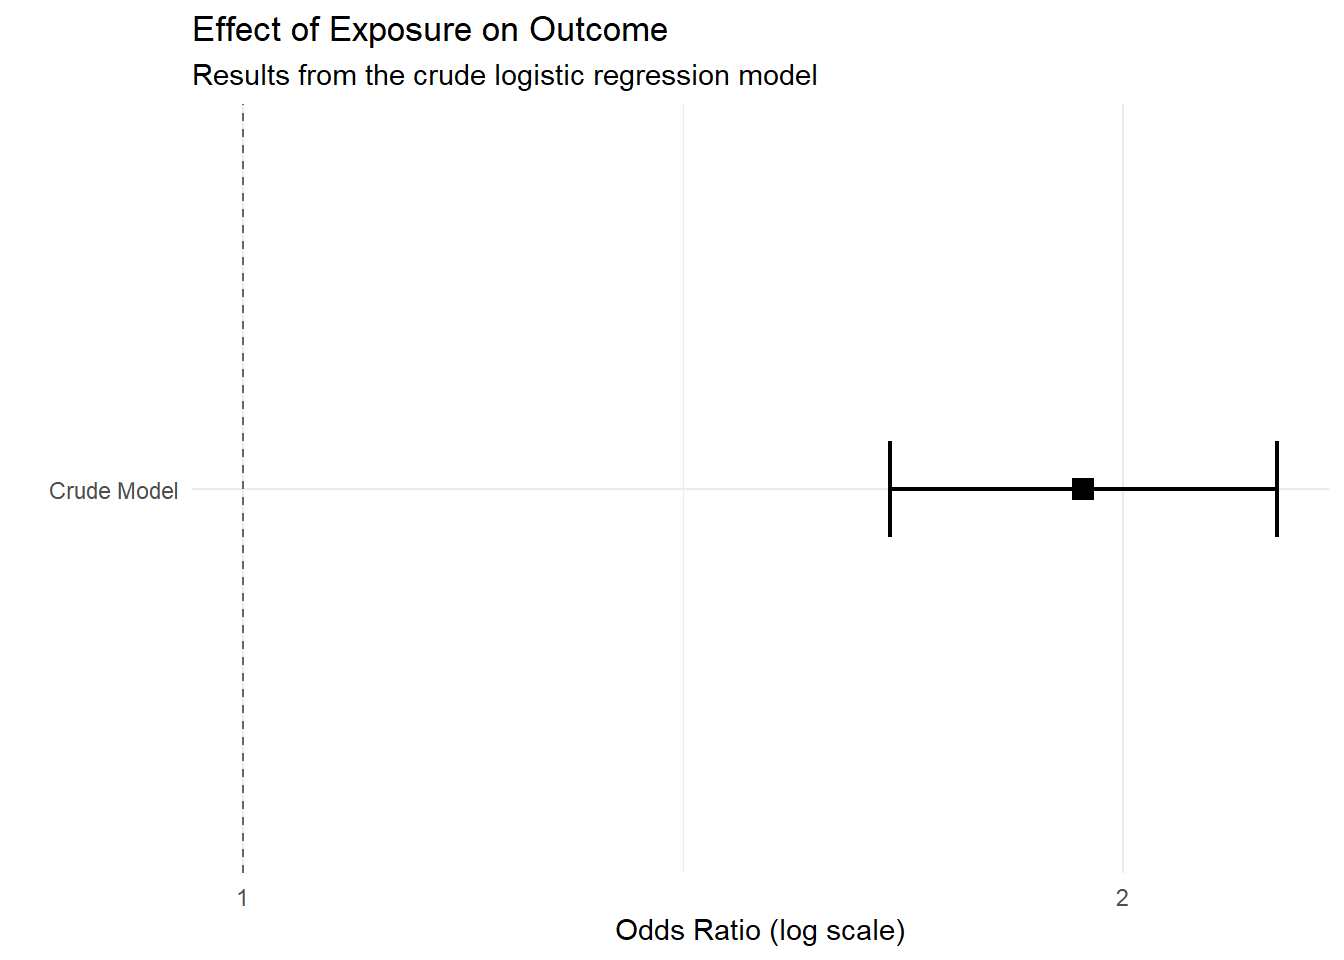 Effect of Exposure on Outcome
Results from the crude logistic regression model
Crude Model
1
2
Odds Ratio (log scale)